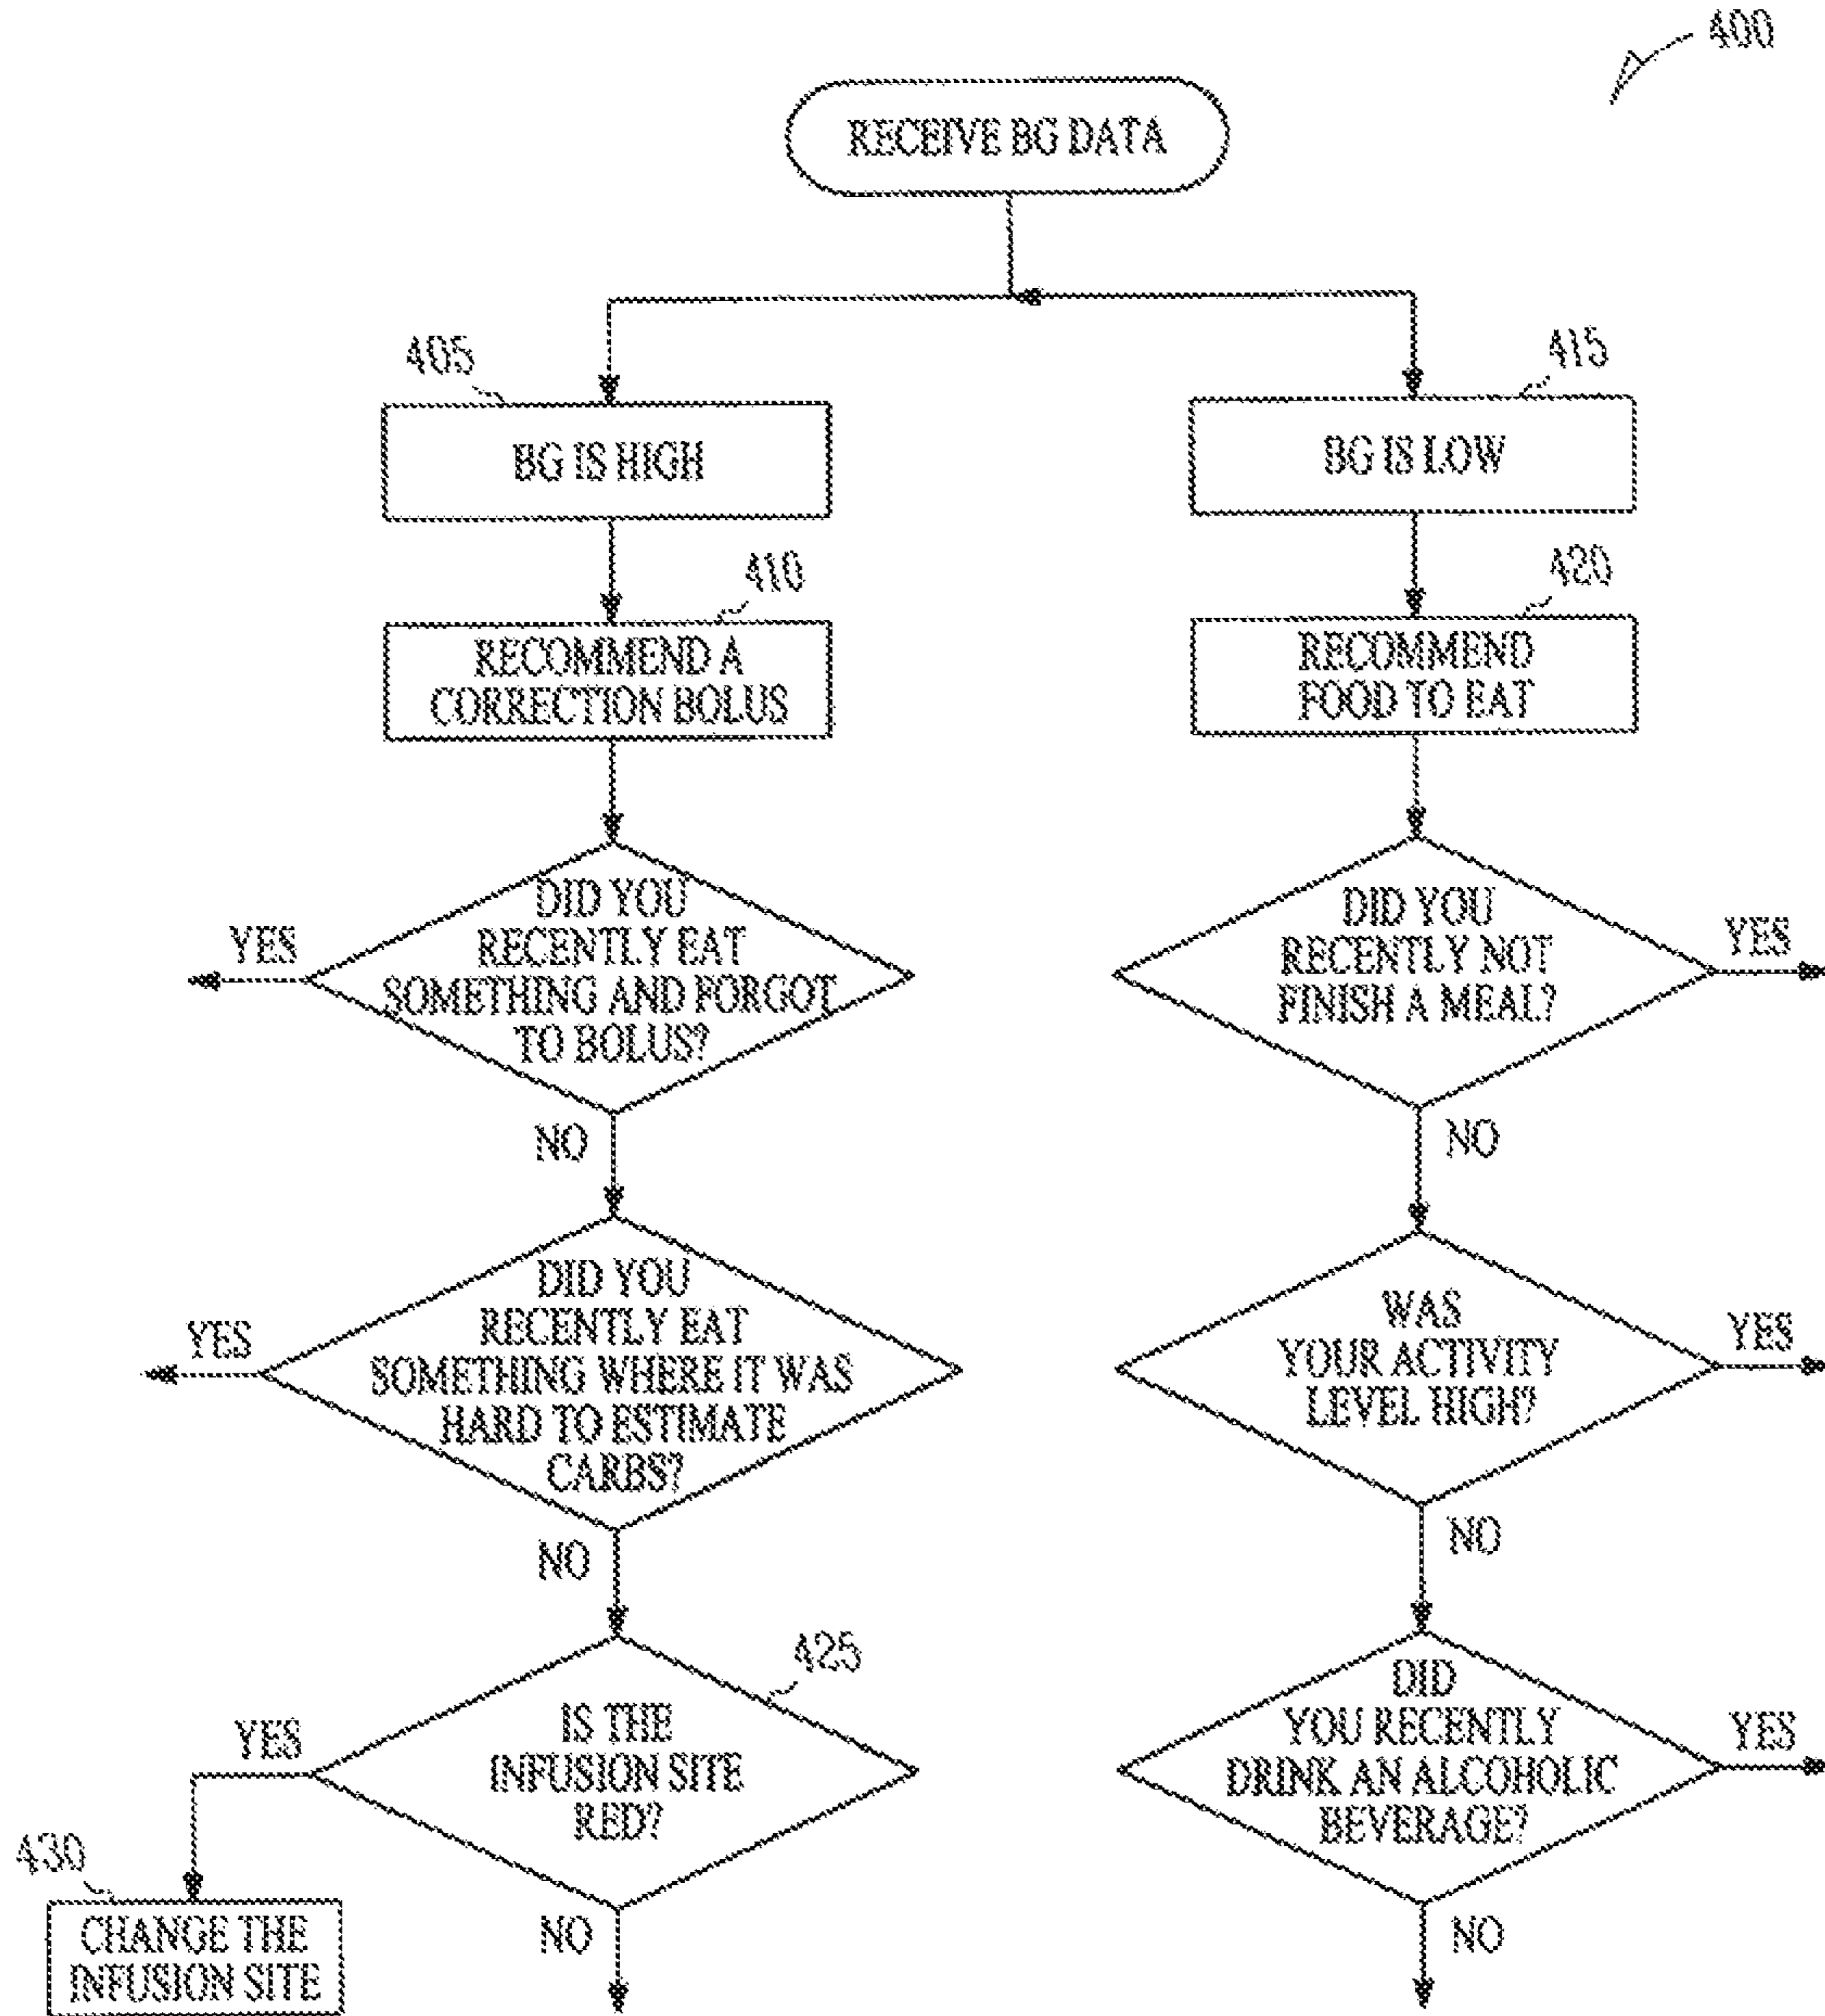 400
RECEIVE BG DATA
405
BG IS HIGH
410
RECOMMEND A
CORRECTION BOLUS
DID YOU
RECENTLY EAT
SOMETHING AND FORGOT
TO BOLUS?
YES
NO
DID YOU
RECENTLY EAT
SOMETHING WHERE IT WAS
HARD TO ESTIMATE
CARBS?
YES
NO
425
IS THE
INFUSION SITE
RED?
YES
NO
430
CHANGE THE
INFUSION SITE
415
BG IS LOW
420
RECOMMEND
FOOD TO EAT
DID YOU
RECENTLY NOT
FINISH A MEAL?
YES
NO
WAS
YOUR ACTIVITY
LEVEL HIGH?
YES
NO
DID
YOU RECENTLY
DRINK AN ALCOHOLIC
BEVERAGE?
YES
NO